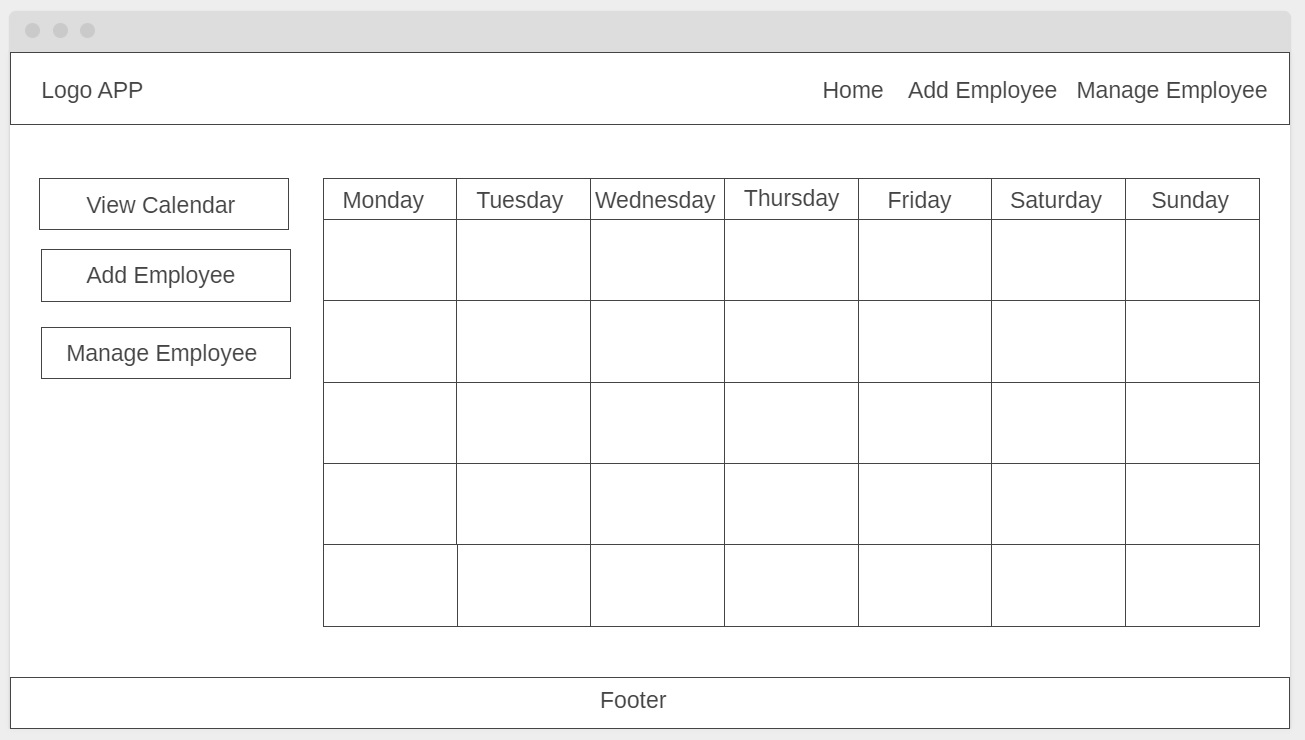 Logo APP
Home Add Employee Manage Employee
View Calendar
Add Employee
Manage Employee
Monday Tuesday Wednesday Thursday Friday Saturday Sunday
Footer